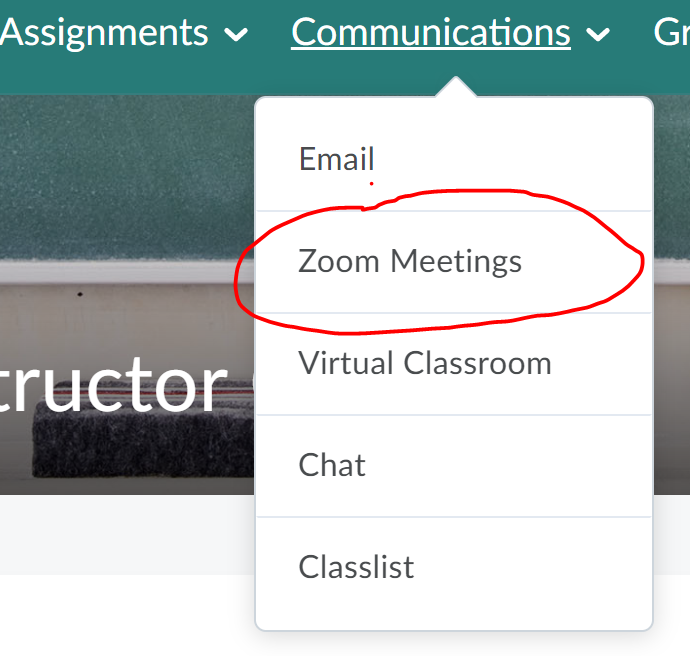 Assignments Communications Gr
Email
Zoom Meetings
Virtual Classroom
tructor
Chat
Classlist